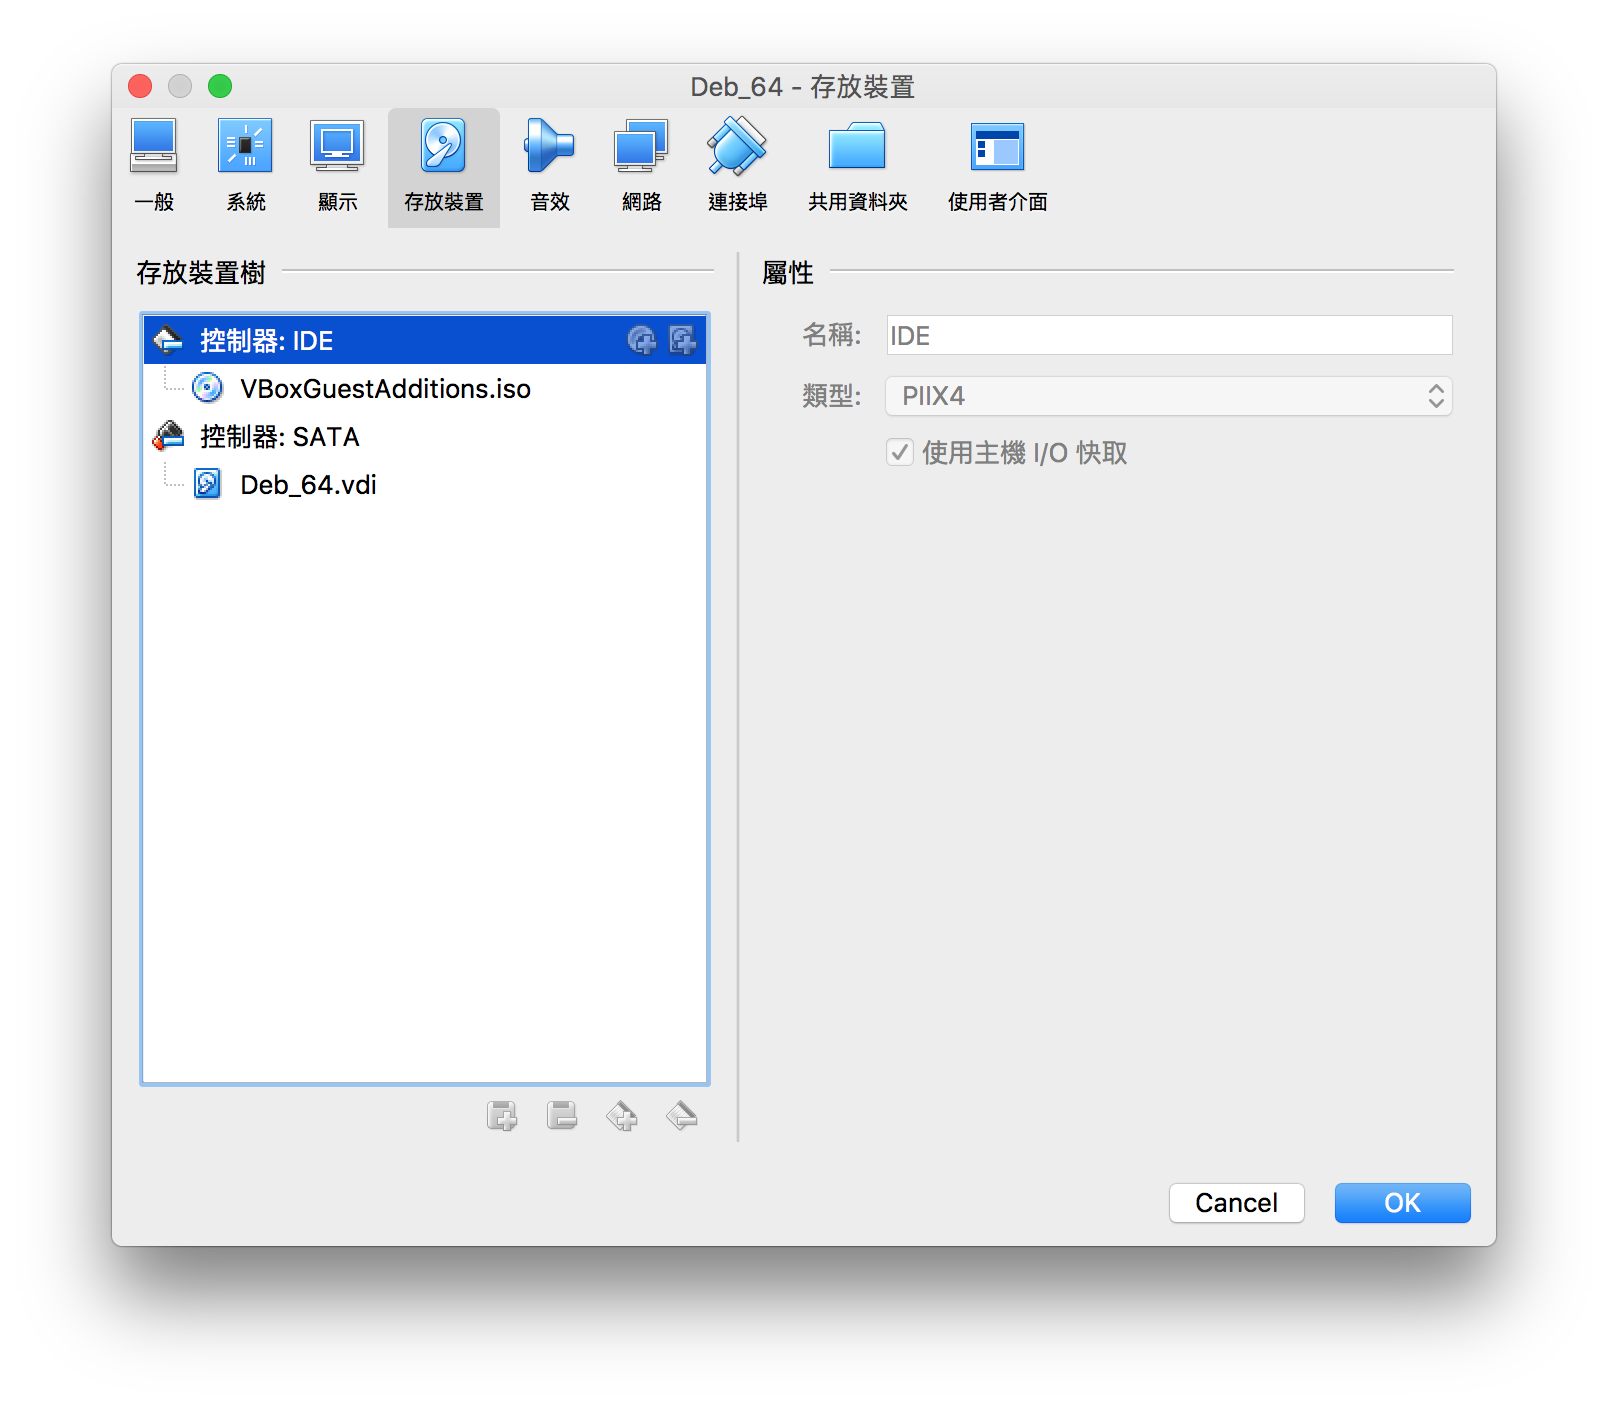 Deb_64 - 存放裝置
一般
系統
顯示
存放裝置
音效
網路
連接埠
共用資料夾
使用者介面
存放裝置樹
控制器: IDE
VBoxGuestAdditions.iso
控制器: SATA
Deb_64.vdi
屬性
名稱: IDE
類型: PIIX4
使用主機 I/O 快取
Cancel
OK